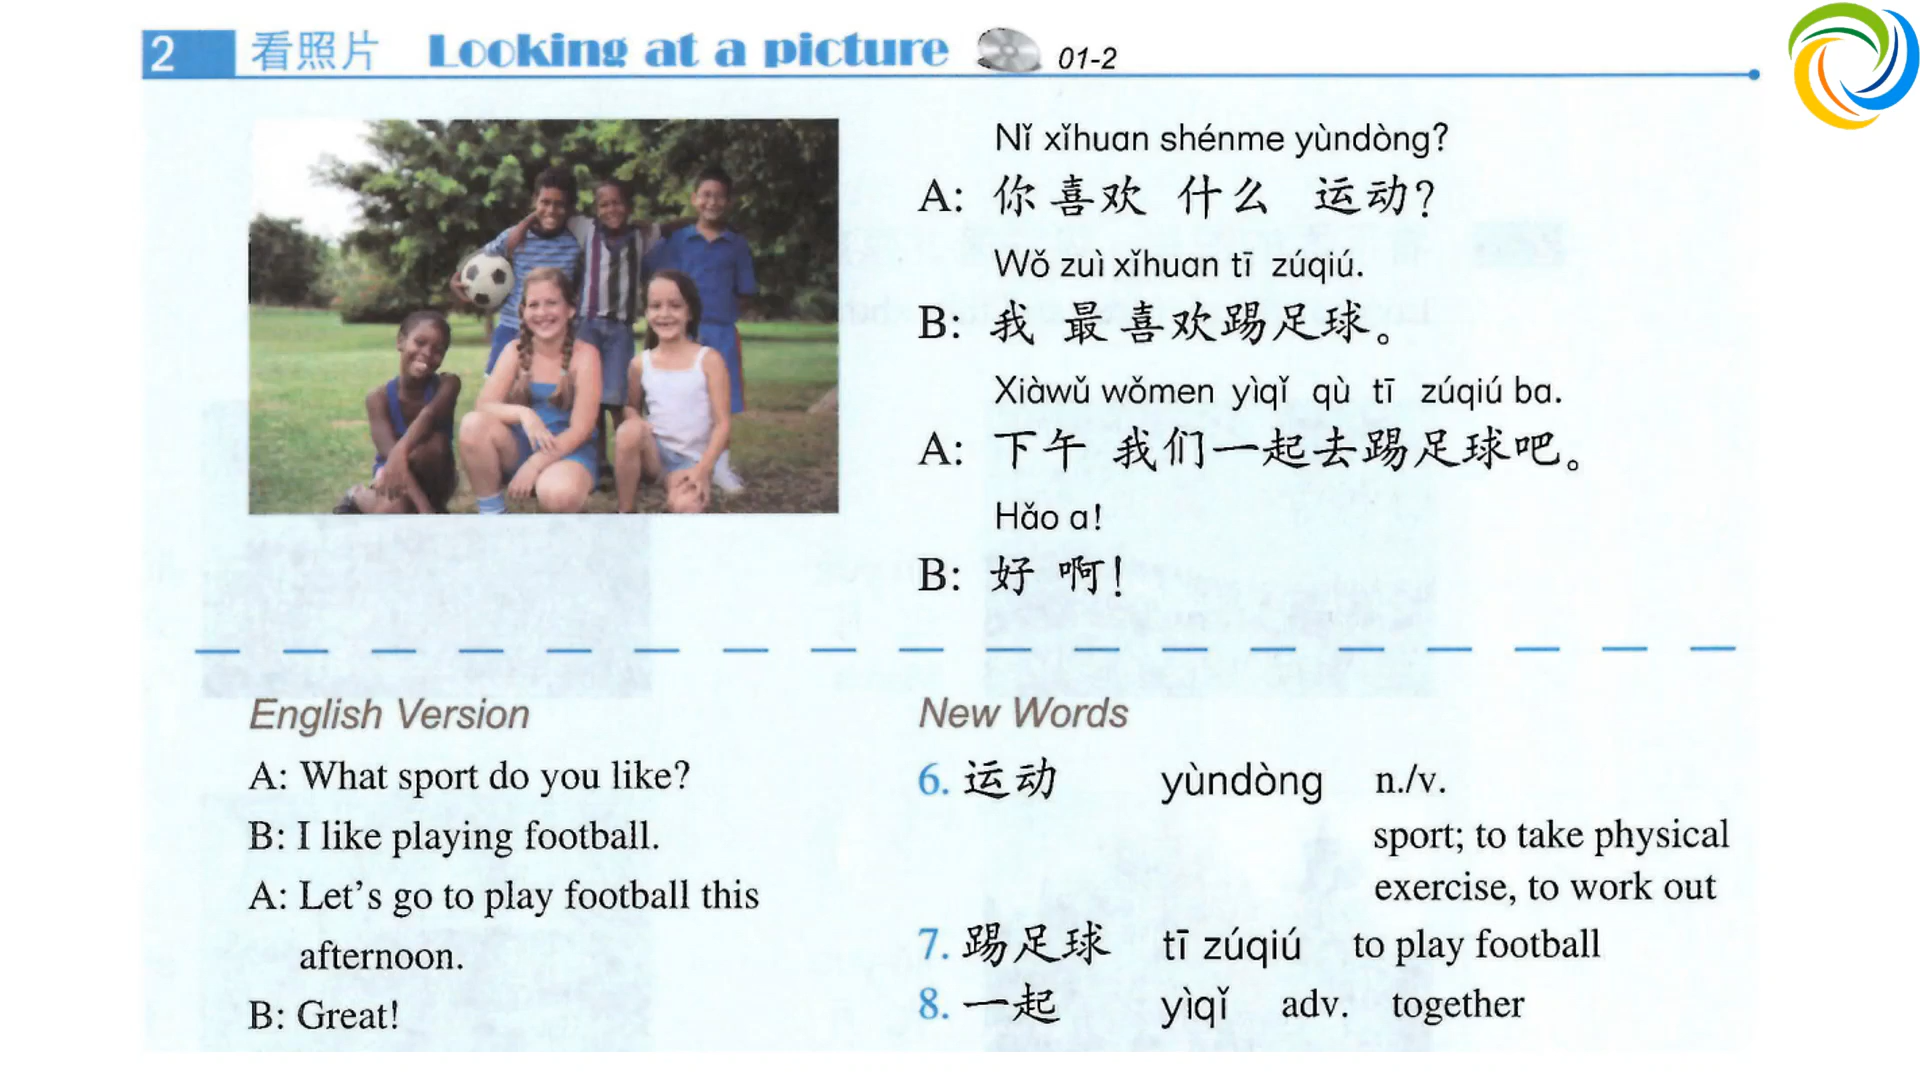 2 看照片 Looking at a picture 01-2
Nǐ xǐhuan shénme yùndòng?
A: 你喜欢 什么 运动?
Wǒ zuì xǐhuan tī zúqiú.
B: 我 最喜欢踢足球。
Xiàwǔ wǒmen yìqǐ qù tī zúqiú ba.
A: 下午 我们一起去踢足球吧。
Hǎo a!
B: 好 啊!
English Version
A: What sport do you like?
B: I like playing football.
A: Let's go to play football this
afternoon.
B: Great!
New Words
6. 运动 yùndòng n./v.
sport; to take physical
exercise, to work out
7. 踢足球 tī zúqiú to play football
8. 一起 yìqǐ adv. together